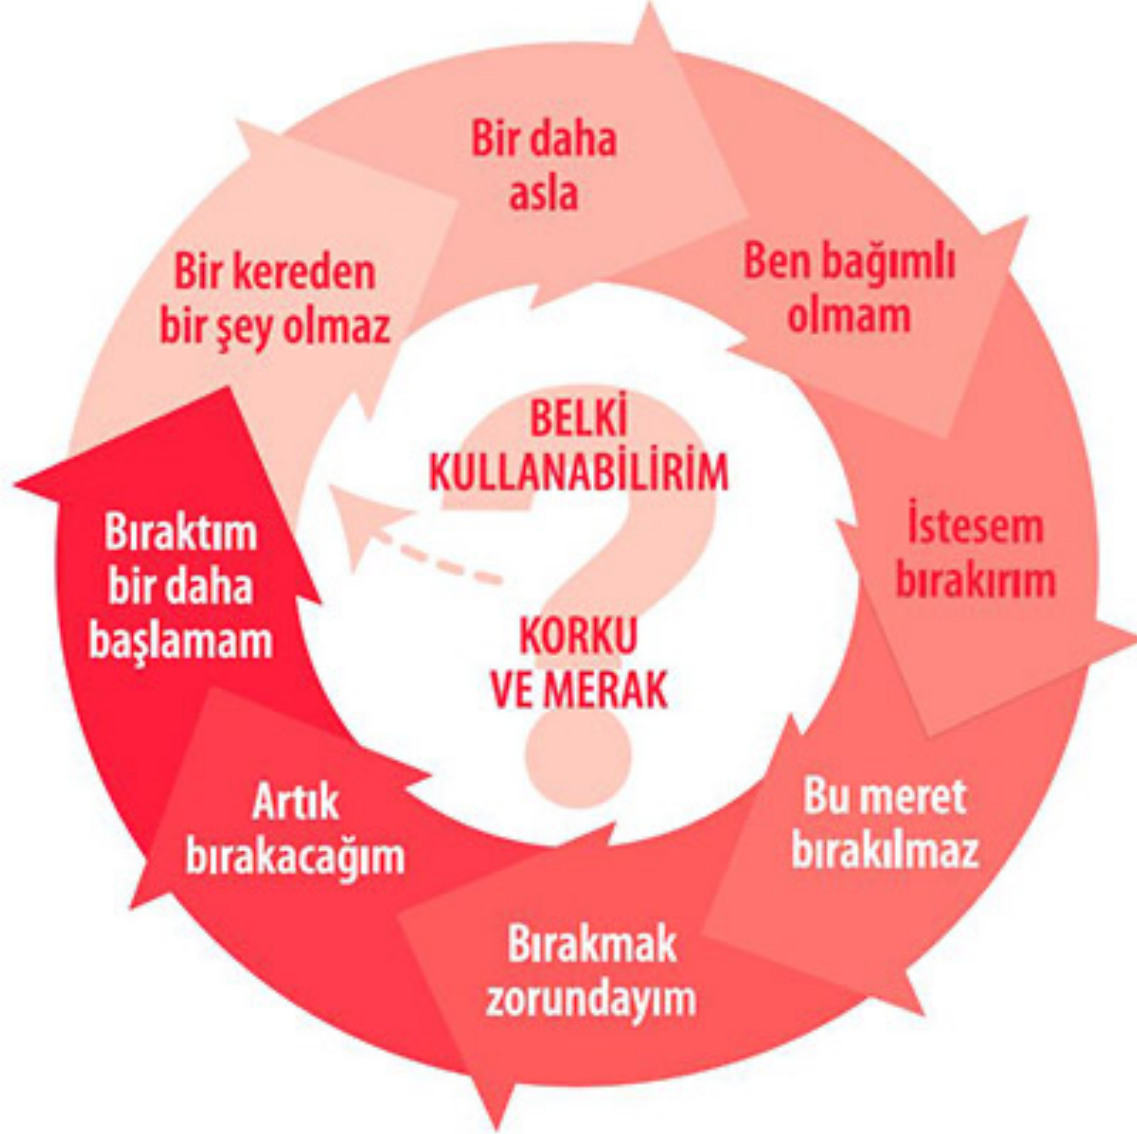 Bir daha
asla
Ben bağımlı
olmam
İstesem
bırakırım
Bu meret
bırakılmaz
Bırakmak
zorundayım
Artık
bırakacağım
Bıraktım
bir daha
başlamam
Bir kereden
bir şey olmaz
BELKİ
KULLANABİLİRİM
KORKU
VE MERAK